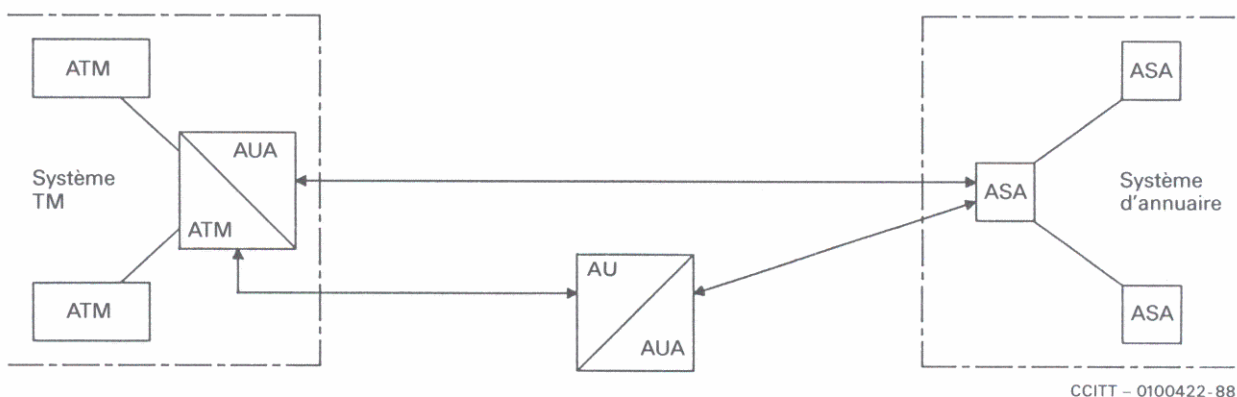 ATM
Système
TM
ATM
AUA
ATM
AU
AUA
ASA
ASA
Système
d'annuaire
ASA
CCITT – 0100422-88